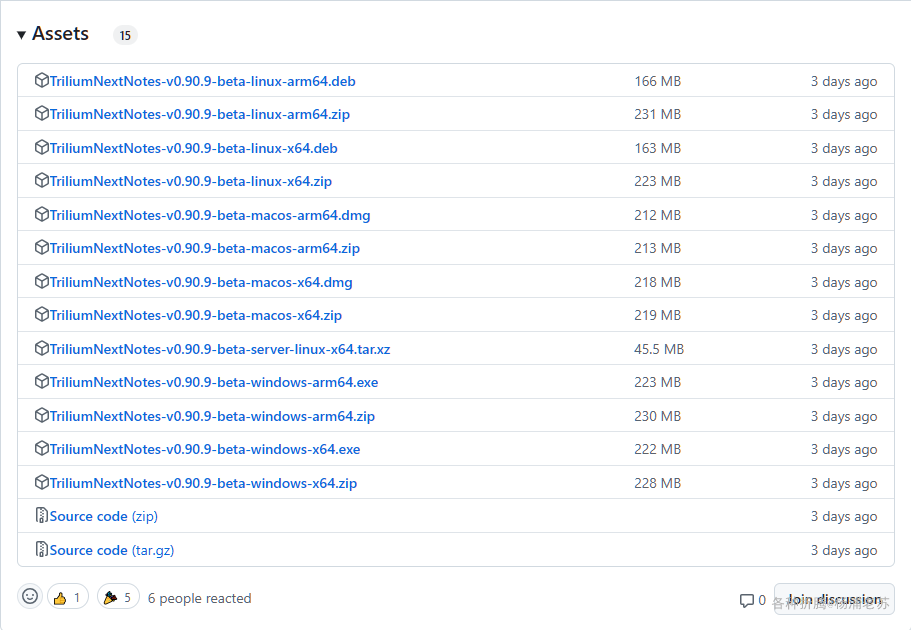 Assets 15
TriliumNextNotes-v0.90.9-beta-linux-arm64.deb 166 MB 3 days ago
TriliumNextNotes-v0.90.9-beta-linux-arm64.zip 231 MB 3 days ago
TriliumNextNotes-v0.90.9-beta-linux-x64.deb 163 MB 3 days ago
TriliumNextNotes-v0.90.9-beta-linux-x64.zip 223 MB 3 days ago
TriliumNextNotes-v0.90.9-beta-macos-arm64.dmg 212 MB 3 days ago
TriliumNextNotes-v0.90.9-beta-macos-arm64.zip 213 MB 3 days ago
TriliumNextNotes-v0.90.9-beta-macos-x64.dmg 218 MB 3 days ago
TriliumNextNotes-v0.90.9-beta-macos-x64.zip 219 MB 3 days ago
TriliumNextNotes-v0.90.9-beta-server-linux-x64.tar.xz 45.5 MB 3 days ago
TriliumNextNotes-v0.90.9-beta-windows-arm64.exe 223 MB 3 days ago
TriliumNextNotes-v0.90.9-beta-windows-arm64.zip 230 MB 3 days ago
TriliumNextNotes-v0.90.9-beta-windows-x64.exe 222 MB 3 days ago
TriliumNextNotes-v0.90.9-beta-windows-x64.zip 228 MB 3 days ago
Source code (zip) 3 days ago
Source code (tar.gz) 3 days ago
1 5 6 people reacted 0 Join discussion
各种折腾@杨浦老苏